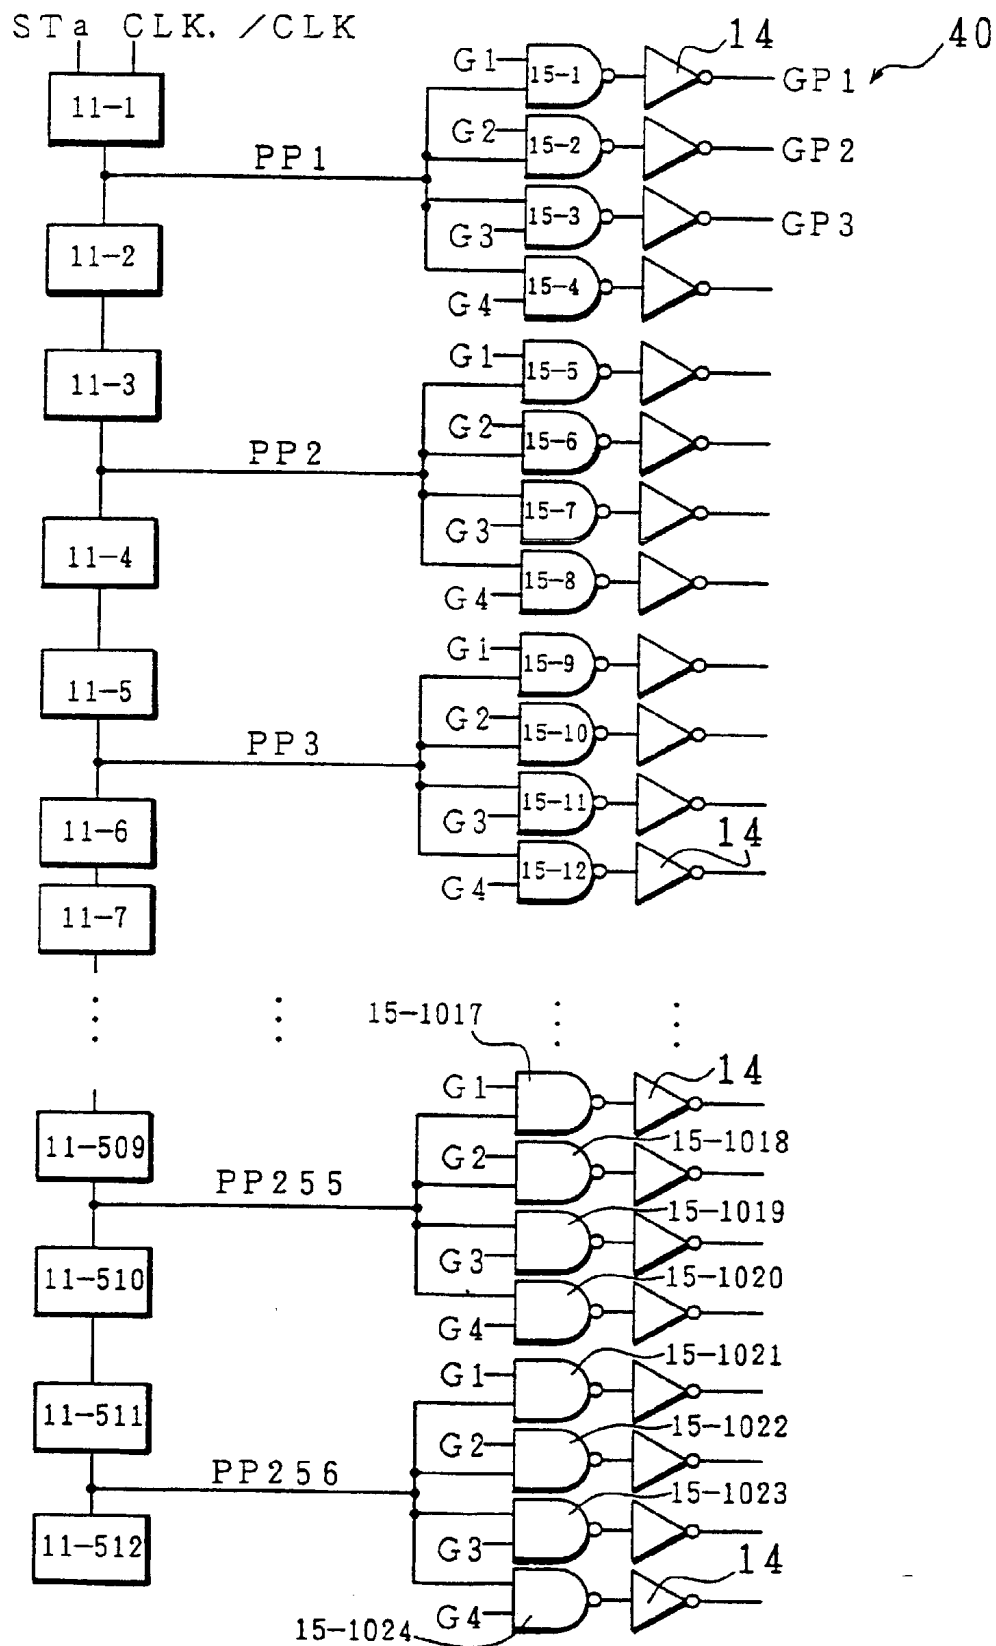 STa CLK. /CLK
14
40
G1
15-1
GP1
11-1
G2
15-2
GP2
PP1
15-3
GP3
G3
11-2
15-4
G4
G1
15-5
11-3
G2
15-6
PP2
15-7
G3
11-4
15-8
G4
G1
15-9
11-5
G2
15-10
PP3
15-11
G3
11-6
14
15-12
G4
11-7
15-1017
14
G1
11-509
15-1018
G2
PP255
15-1019
G3
11-510
15-1020
G4
15-1021
G1
11-511
15-1022
G2
PP256
15-1023
G3
11-512
14
G4
15-1024